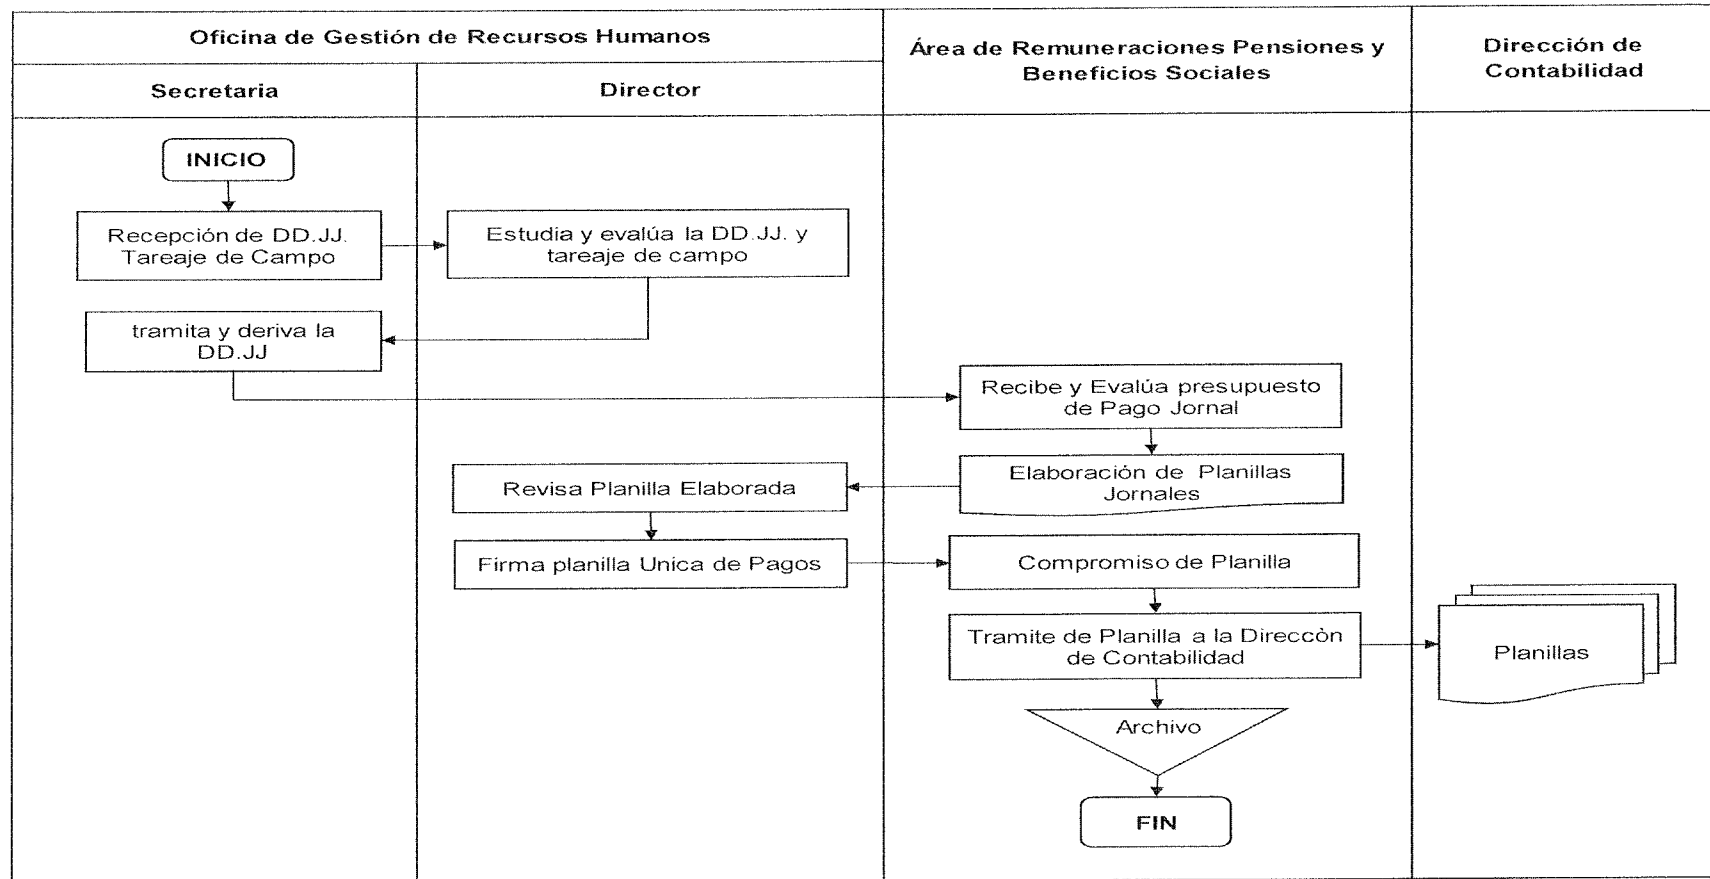 Oficina de Gestión de Recursos Humanos
Área de Remuneraciones Pensiones y
Beneficios Sociales
Dirección de
Contabilidad
Secretaria
Director
INICIO
Recepción de DD.JJ.
Tareaje de Campo
Estudia y evalúa la DD.JJ. y
tareaje de campo
tramita y deriva la
DD.JJ
Recibe y Evalúa presupuesto
de Pago Jornal
Elaboración de Planillas
Jornales
Revisa Planilla Elaborada
Firma planilla Unica de Pagos
Compromiso de Planilla
Tramite de Planilla a la Direccòn
de Contabilidad
Planillas
Archivo
FIN